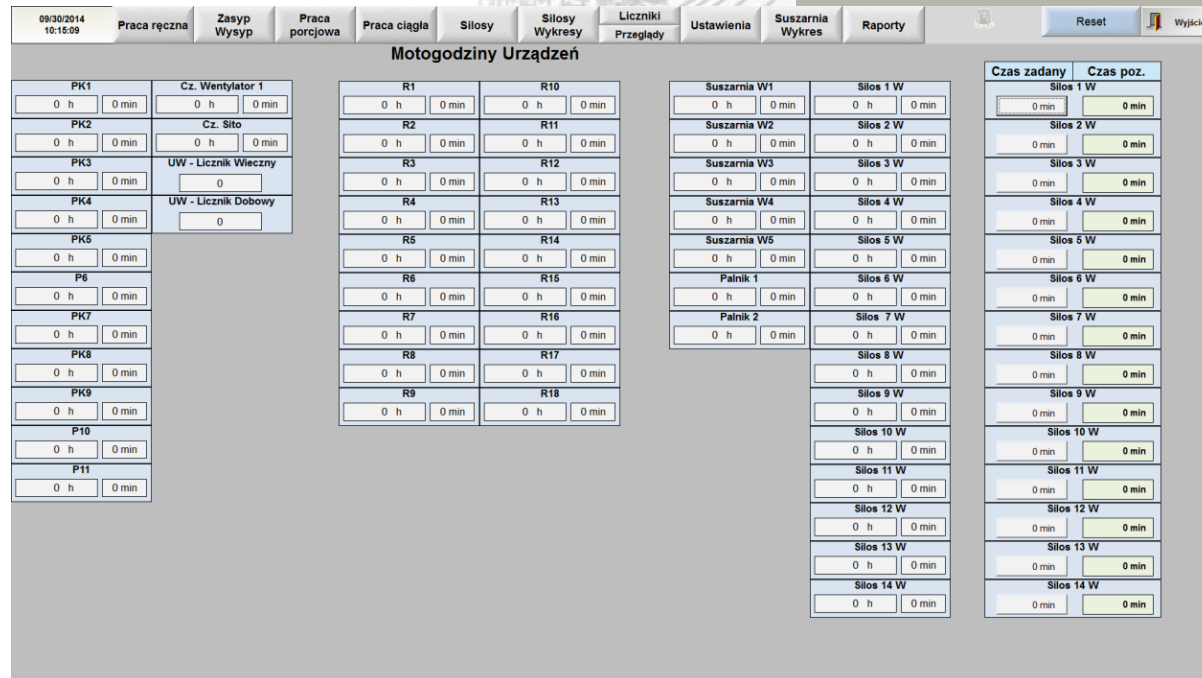 09/30/2014
10:15:09
Praca ręczna
Zasyp
Wysyp
Praca
porcjowa
Praca ciągła
Silosy
Silosy
Wykresy
Liczniki
Przeglądy
Ustawienia
Suszarnia
Wykres
Raporty
Reset
Wyjście
Motogodziny Urządzeń
PK1
0 h 0 min
PK2
0 h 0 min
PK3
0 h 0 min
PK4
0 h 0 min
PK5
0 h 0 min
P6
0 h 0 min
PK7
0 h 0 min
PK8
0 h 0 min
PK9
0 h 0 min
P10
0 h 0 min
P11
0 h 0 min
Cz. Wentylator 1
0 h 0 min
Cz. Sito
0 h 0 min
UW - Licznik Wieczny
0
UW - Licznik Dobowy
0
R1
0 h 0 min
R2
0 h 0 min
R3
0 h 0 min
R4
0 h 0 min
R5
0 h 0 min
R6
0 h 0 min
R7
0 h 0 min
R8
0 h 0 min
R9
0 h 0 min
R10
0 h 0 min
R11
0 h 0 min
R12
0 h 0 min
R13
0 h 0 min
R14
0 h 0 min
R15
0 h 0 min
R16
0 h 0 min
R17
0 h 0 min
R18
0 h 0 min
Suszarnia W1
0 h 0 min
Suszarnia W2
0 h 0 min
Suszarnia W3
0 h 0 min
Suszarnia W4
0 h 0 min
Suszarnia W5
0 h 0 min
Palnik 1
0 h 0 min
Palnik 2
0 h 0 min
Silos 1 W
0 h 0 min
Silos 2 W
0 h 0 min
Silos 3 W
0 h 0 min
Silos 4 W
0 h 0 min
Silos 5 W
0 h 0 min
Silos 6 W
0 h 0 min
Silos 7 W
0 h 0 min
Silos 8 W
0 h 0 min
Silos 9 W
0 h 0 min
Silos 10 W
0 h 0 min
Silos 11 W
0 h 0 min
Silos 12 W
0 h 0 min
Silos 13 W
0 h 0 min
Silos 14 W
0 h 0 min
Czas zadany Czas poz.
Silos 1 W
0 min 0 min
Silos 2 W
0 min 0 min
Silos 3 W
0 min 0 min
Silos 4 W
0 min 0 min
Silos 5 W
0 min 0 min
Silos 6 W
0 min 0 min
Silos 7 W
0 min 0 min
Silos 8 W
0 min 0 min
Silos 9 W
0 min 0 min
Silos 10 W
0 min 0 min
Silos 11 W
0 min 0 min
Silos 12 W
0 min 0 min
Silos 13 W
0 min 0 min
Silos 14 W
0 min 0 min